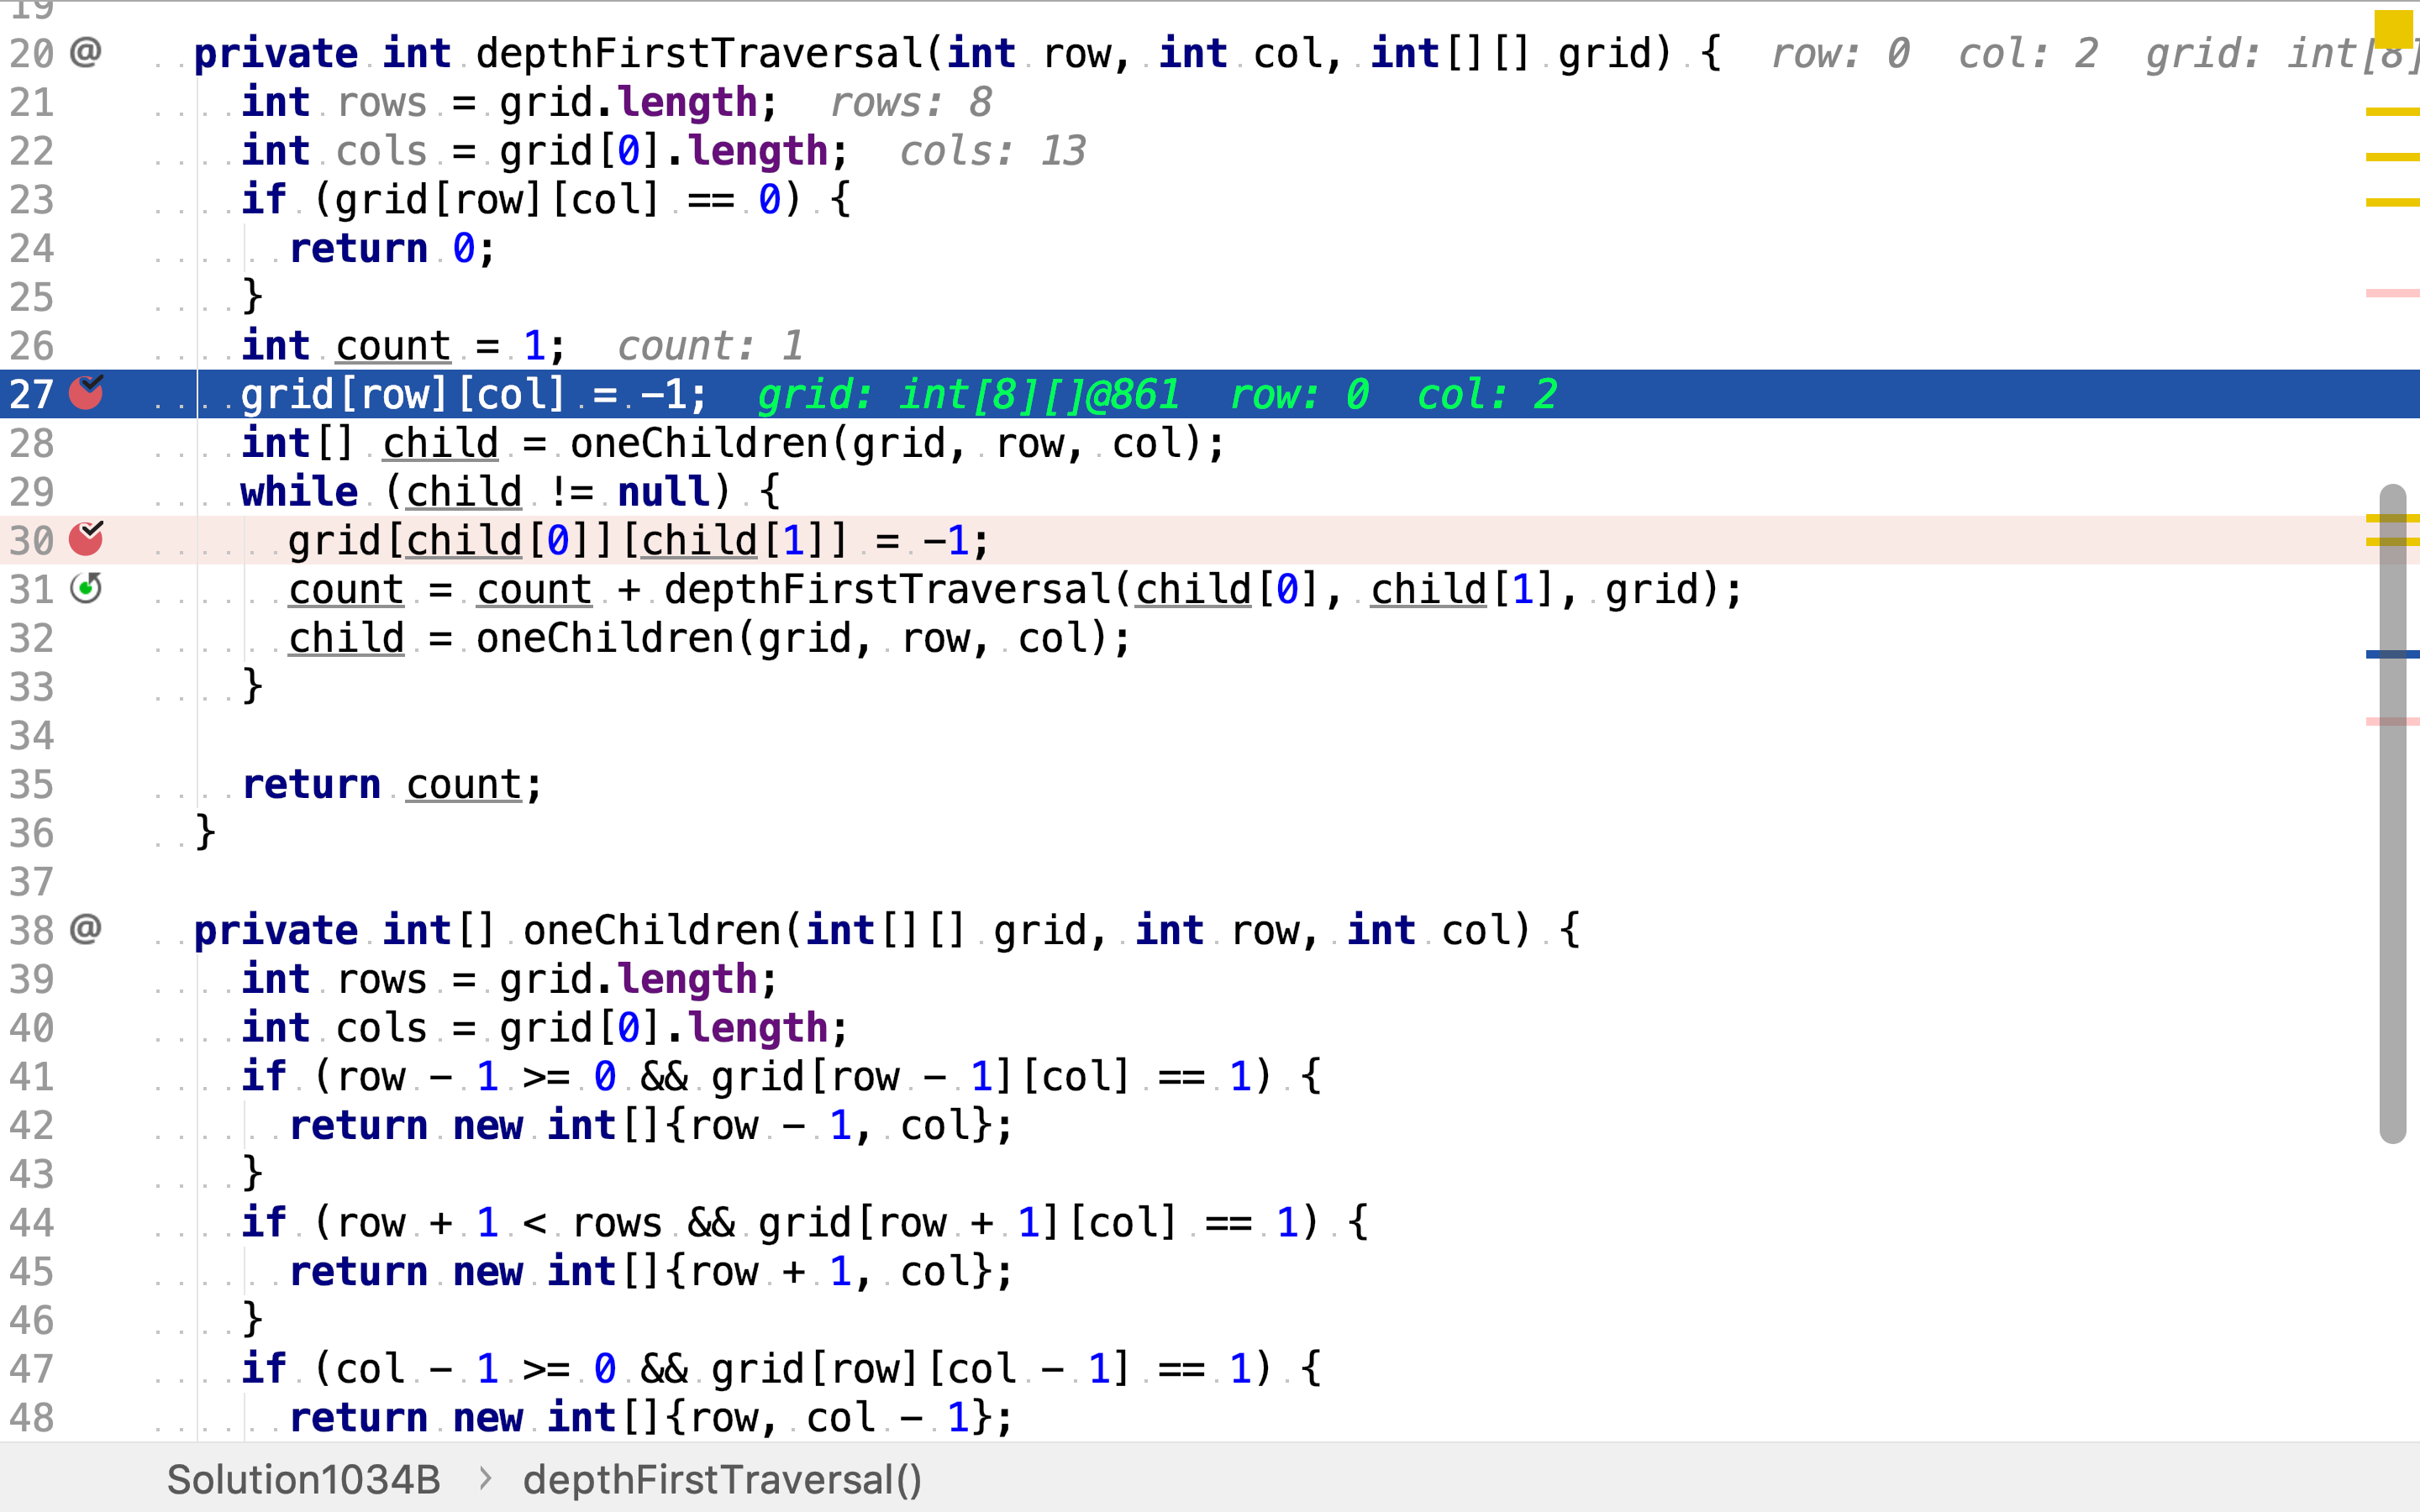 19
20 @ private int depthFirstTraversal(int row, int col, int[][] grid) { row: 0 col: 2 grid: int[8]
21 int rows = grid.length; rows: 8
22 int cols = grid[0].length; cols: 13
23 if (grid[row][col] == 0) {
24 return 0;
25 }
26 int count = 1; count: 1
27 grid[row][col] = -1; grid: int[8][]@861 row: 0 col: 2
28 int[] child = oneChildren(grid, row, col);
29 while (child != null) {
30 grid[child[0]][child[1]] = -1;
31 count = count + depthFirstTraversal(child[0], child[1], grid);
32 child = oneChildren(grid, row, col);
33 }
34
35 return count;
36 }
37
38 @ private int[] oneChildren(int[][] grid, int row, int col) {
39 int rows = grid.length;
40 int cols = grid[0].length;
41 if (row - 1 >= 0 && grid[row - 1][col] == 1) {
42 return new int[]{row - 1, col};
43 }
44 if (row + 1 < rows && grid[row + 1][col] == 1) {
45 return new int[]{row + 1, col};
46 }
47 if (col - 1 >= 0 && grid[row][col - 1] == 1) {
48 return new int[]{row, col - 1};
Solution1034B > depthFirstTraversal()